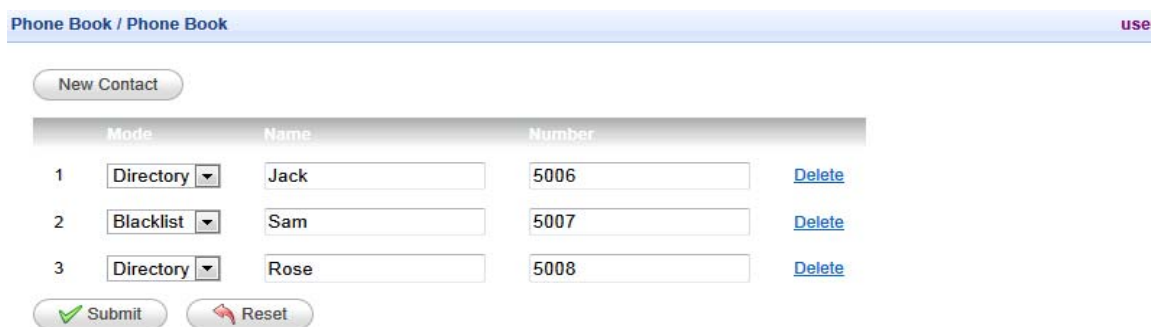 Phone Book / Phone Book use
New Contact
Mode Name Number
1 Directory Jack 5006 Delete
2 Blacklist Sam 5007 Delete
3 Directory Rose 5008 Delete
Submit Reset